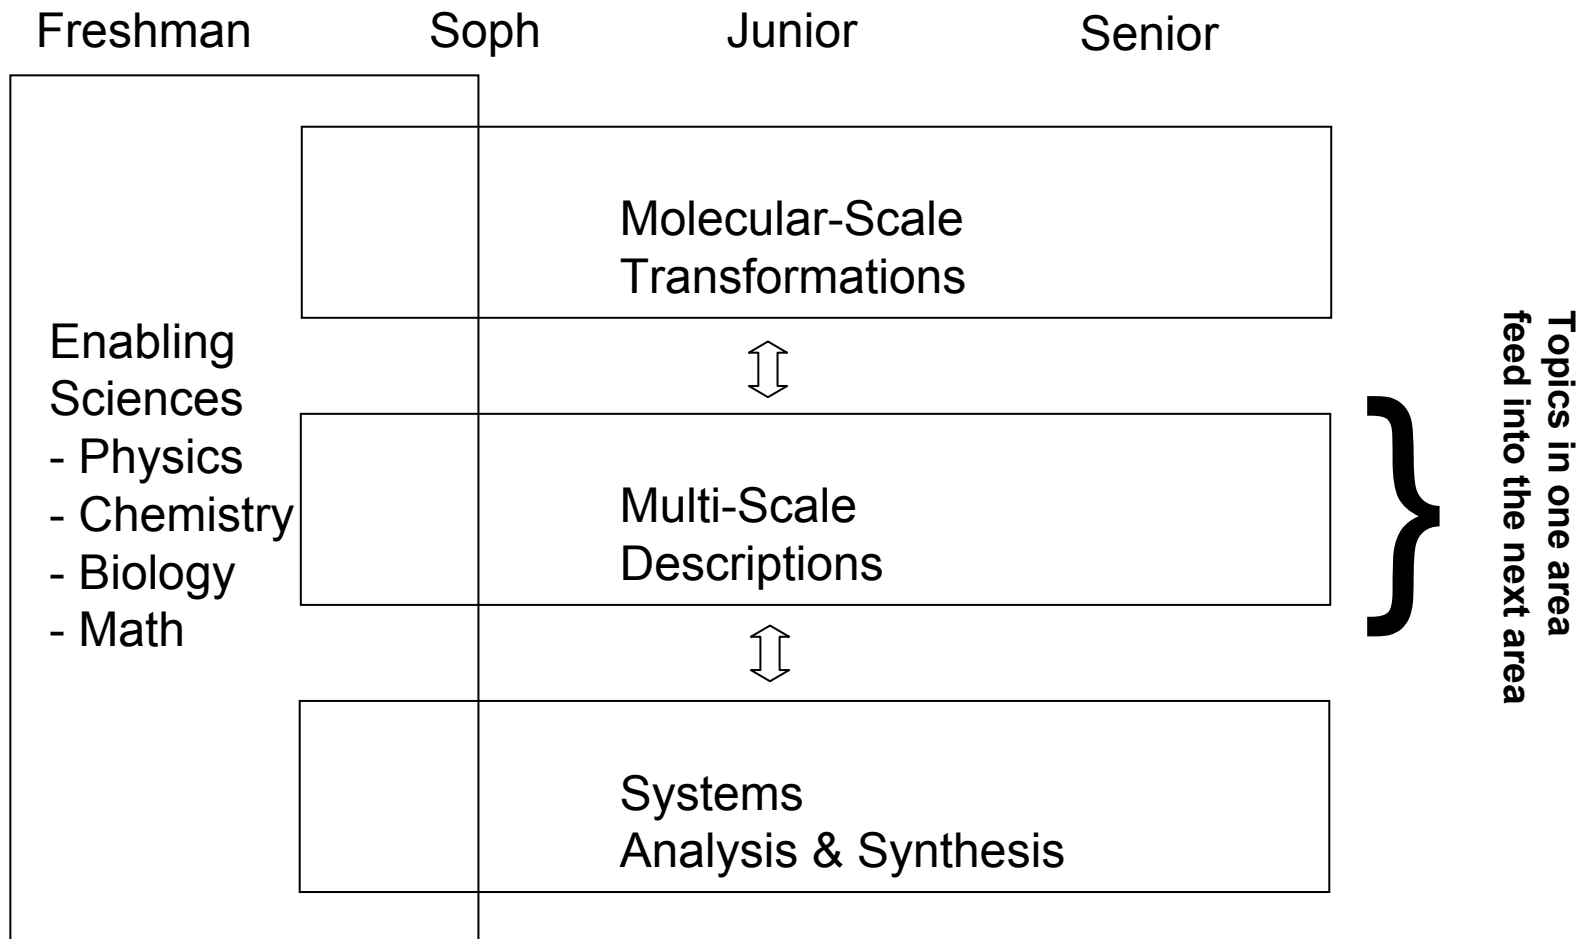 Freshman Soph Junior Senior
Molecular-Scale
Transformations
Enabling
Sciences
- Physics
- Chemistry
- Biology
- Math
Multi-Scale
Descriptions
Systems
Analysis & Synthesis
}
Topics in one area
feed into the next area